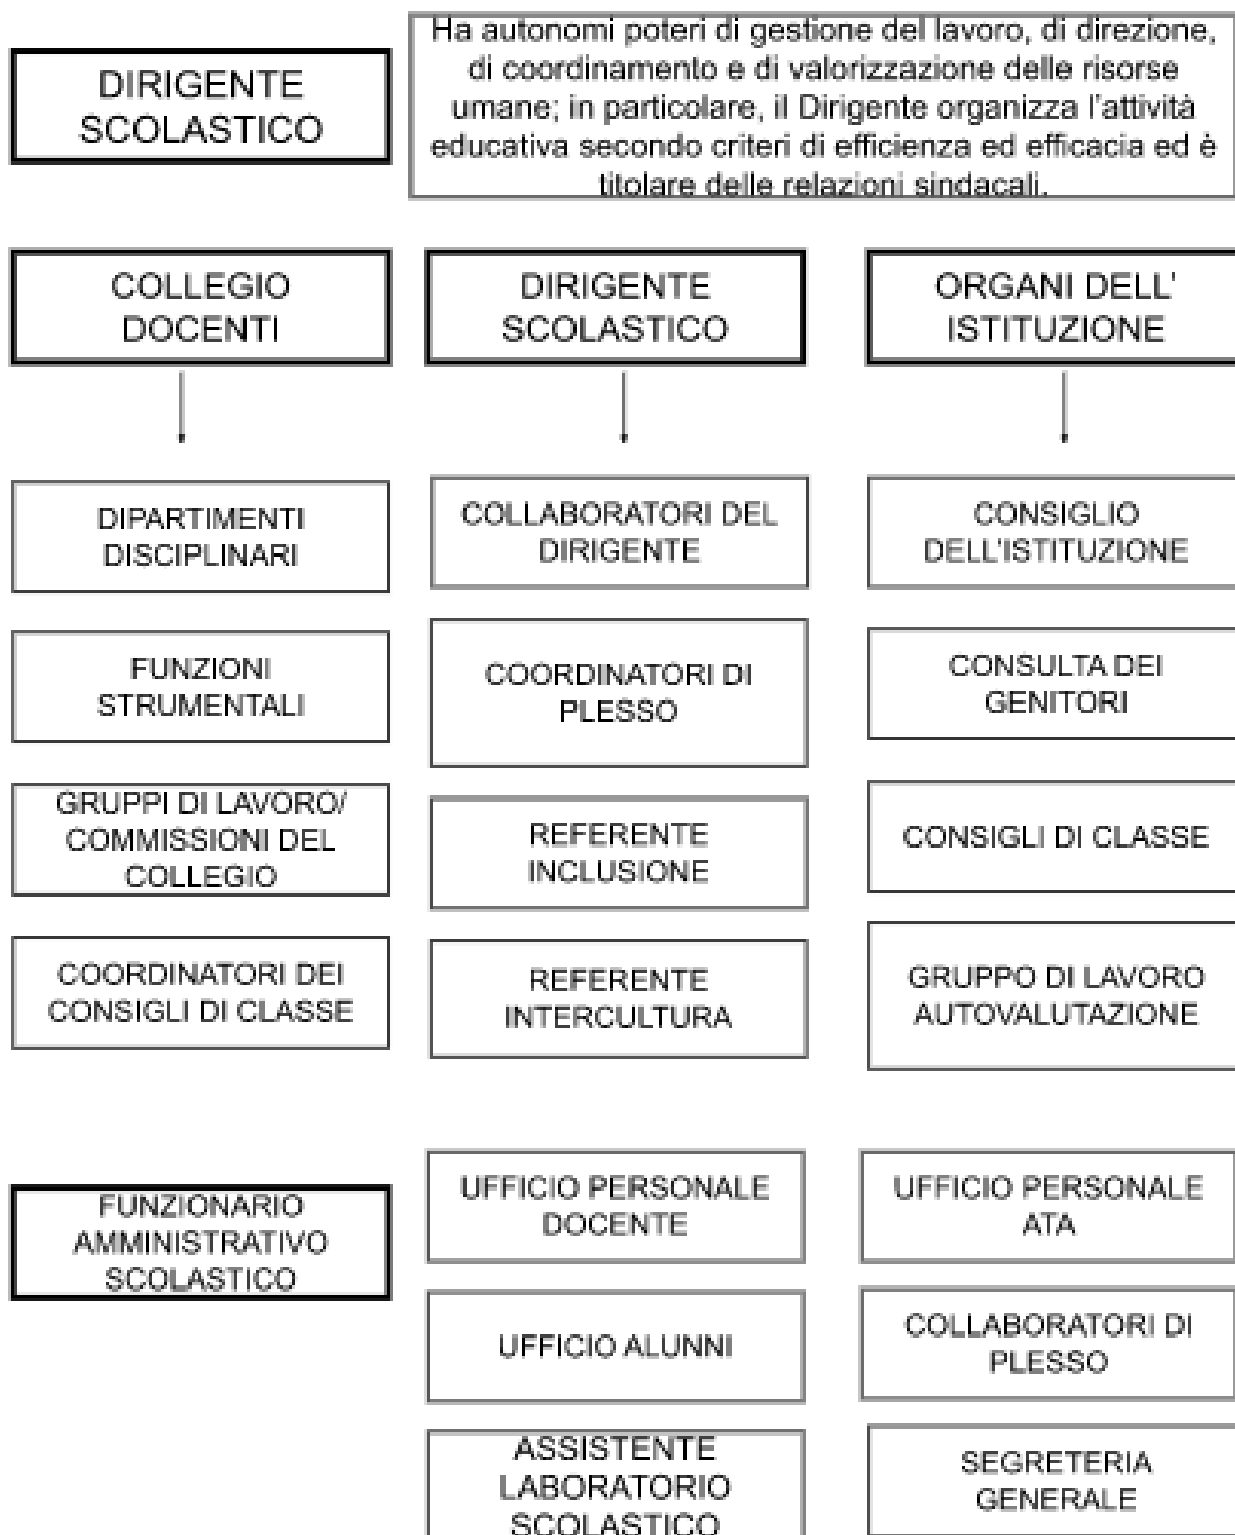 DIRIGENTE
SCOLASTICO
Ha autonomi poteri di gestione del lavoro, di direzione,
di coordinamento e di valorizzazione delle risorse
umane; in particolare, il Dirigente organizza l'attività
educativa secondo criteri di efficienza ed efficacia ed è
titolare delle relazioni sindacali.
COLLEGIO
DOCENTI
DIRIGENTE
SCOLASTICO
ORGANI DELL'
ISTITUZIONE
DIPARTIMENTI
DISCIPLINARI
COLLABORATORI DEL
DIRIGENTE
CONSIGLIO
DELL'ISTITUZIONE
FUNZIONI
STRUMENTALI
COORDINATORI DI
PLESSO
CONSULTA DEI
GENITORI
GRUPPI DI LAVORO/
COMMISSIONI DEL
COLLEGIO
REFERENTE
INCLUSIONE
CONSIGLI DI CLASSE
COORDINATORI DEI
CONSIGLI DI CLASSE
REFERENTE
INTERCULTURA
GRUPPO DI LAVORO
AUTOVALUTAZIONE
FUNZIONARIO
AMMINISTRATIVO
SCOLASTICO
UFFICIO PERSONALE
DOCENTE
UFFICIO PERSONALE
ATA
UFFICIO ALUNNI
COLLABORATORI DI
PLESSO
ASSISTENTE
LABORATORIO
SCOLASTICO
SEGRETERIA
GENERALE